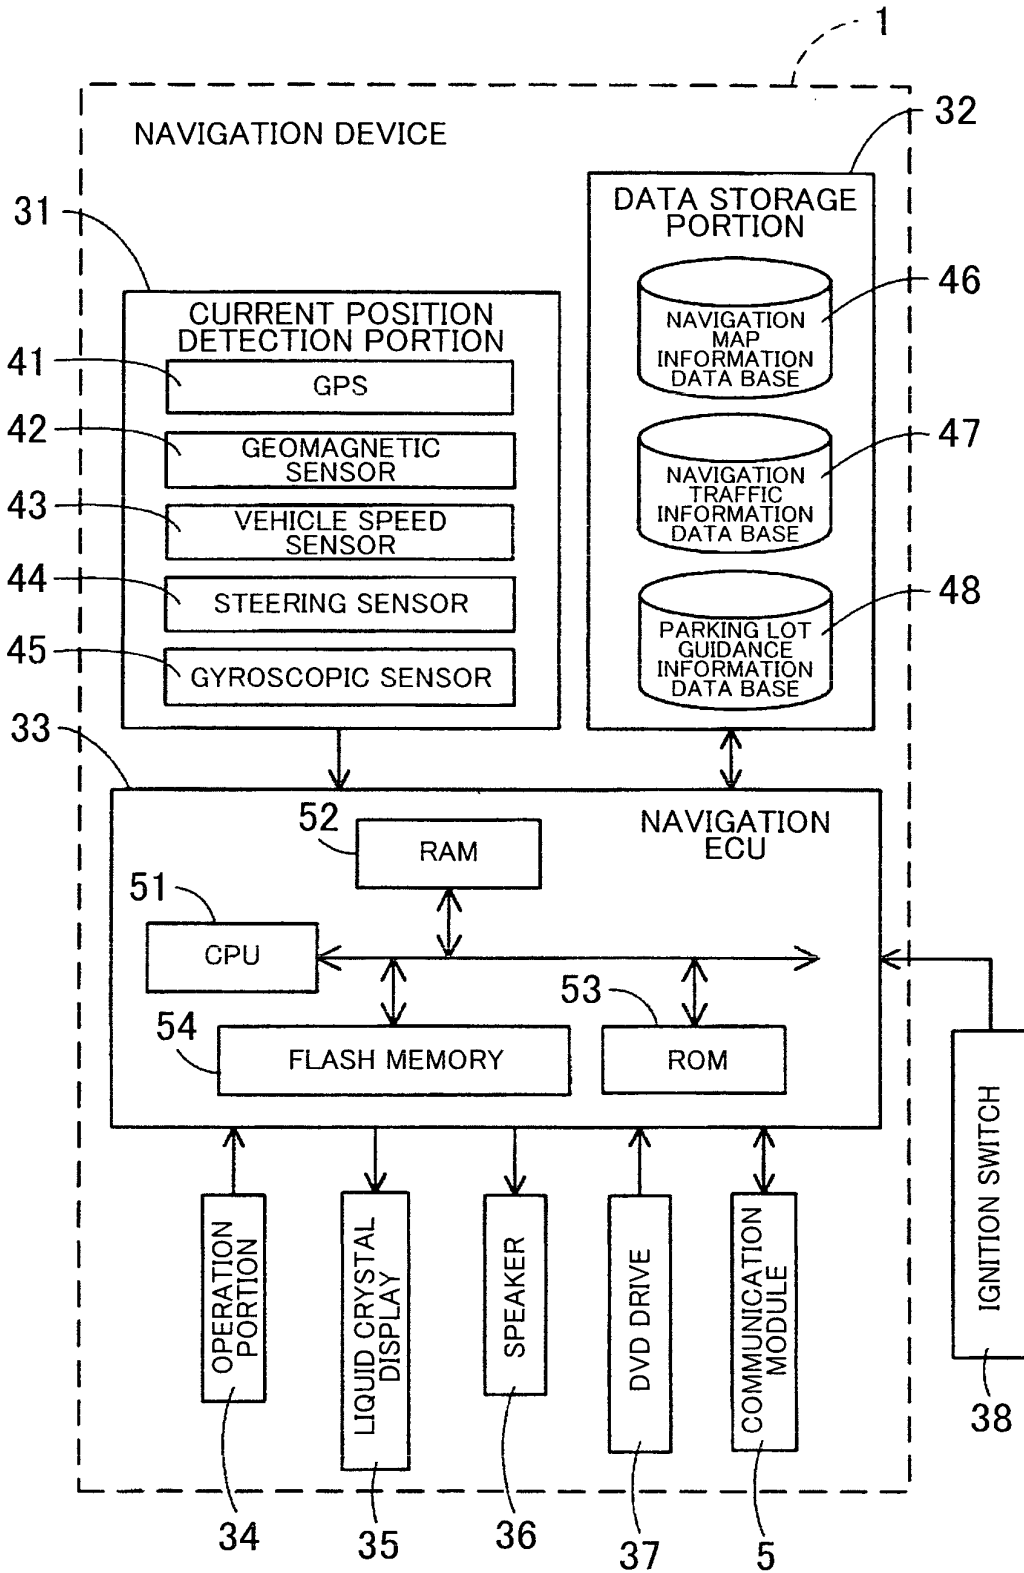 1
NAVIGATION DEVICE
32
DATA STORAGE
PORTION
31
46
NAVIGATION
MAP
INFORMATION
DATA BASE
CURRENT POSITION
DETECTION PORTION
41
GPS
47
NAVIGATION
TRAFFIC
INFORMATION
DATA BASE
42
GEOMAGNETIC
SENSOR
43
VEHICLE SPEED
SENSOR
44
STEERING SENSOR
48
PARKING LOT
GUIDANCE
INFORMATION
DATA BASE
45
GYROSCOPIC SENSOR
33
NAVIGATION
ECU
52
RAM
51
CPU
53
ROM
54
FLASH MEMORY
OPERATION
PORTION
LIQUID CRYSTAL
DISPLAY
SPEAKER
DVD DRIVE
COMMUNICATION
MODULE
IGNITION SWITCH
38
34
35
36
37
5